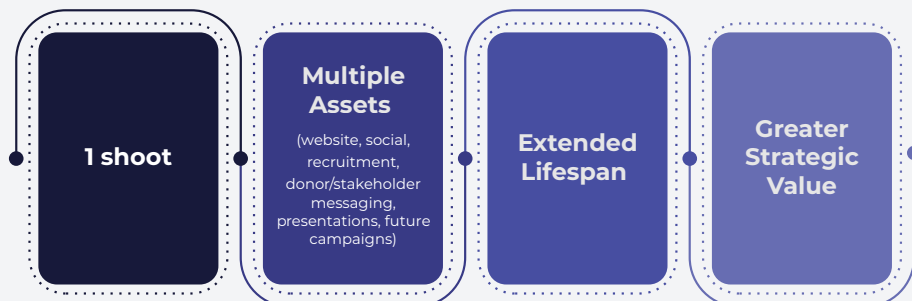 1 shoot
Multiple
Assets
(website, social,
recruitment,
donor/stakeholder
messaging,
presentations, future
campaigns)
Extended
Lifespan
Greater
Strategic
Value